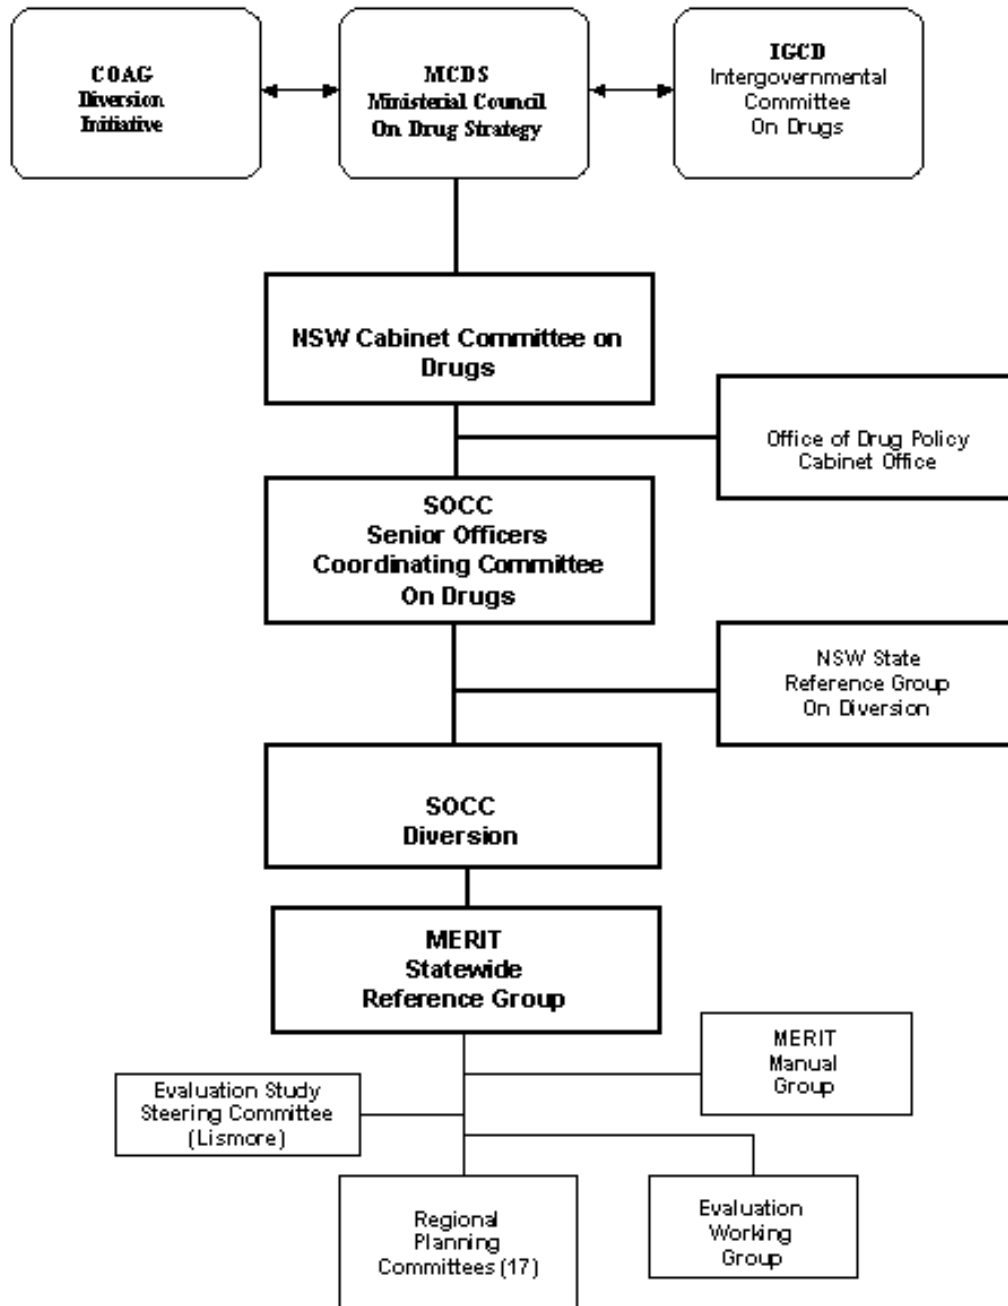 COAG
Diversion
Initiative
MCDS
Ministerial Council
On Drug Strategy
IGCD
Intergovernmental
Committee
On Drugs
NSW Cabinet Committee on
Drugs
Office of Drug Policy
Cabinet Office
SOCC
Senior Officers
Coordinating Committee
On Drugs
NSW State
Reference Group
On Diversion
SOCC
Diversion
MERIT
Statewide
Reference Group
MERIT
Manual
Group
Evaluation Study
Steering Committee
(Lismore)
Regional
Planning
Committees (17)
Evaluation
Working
Group